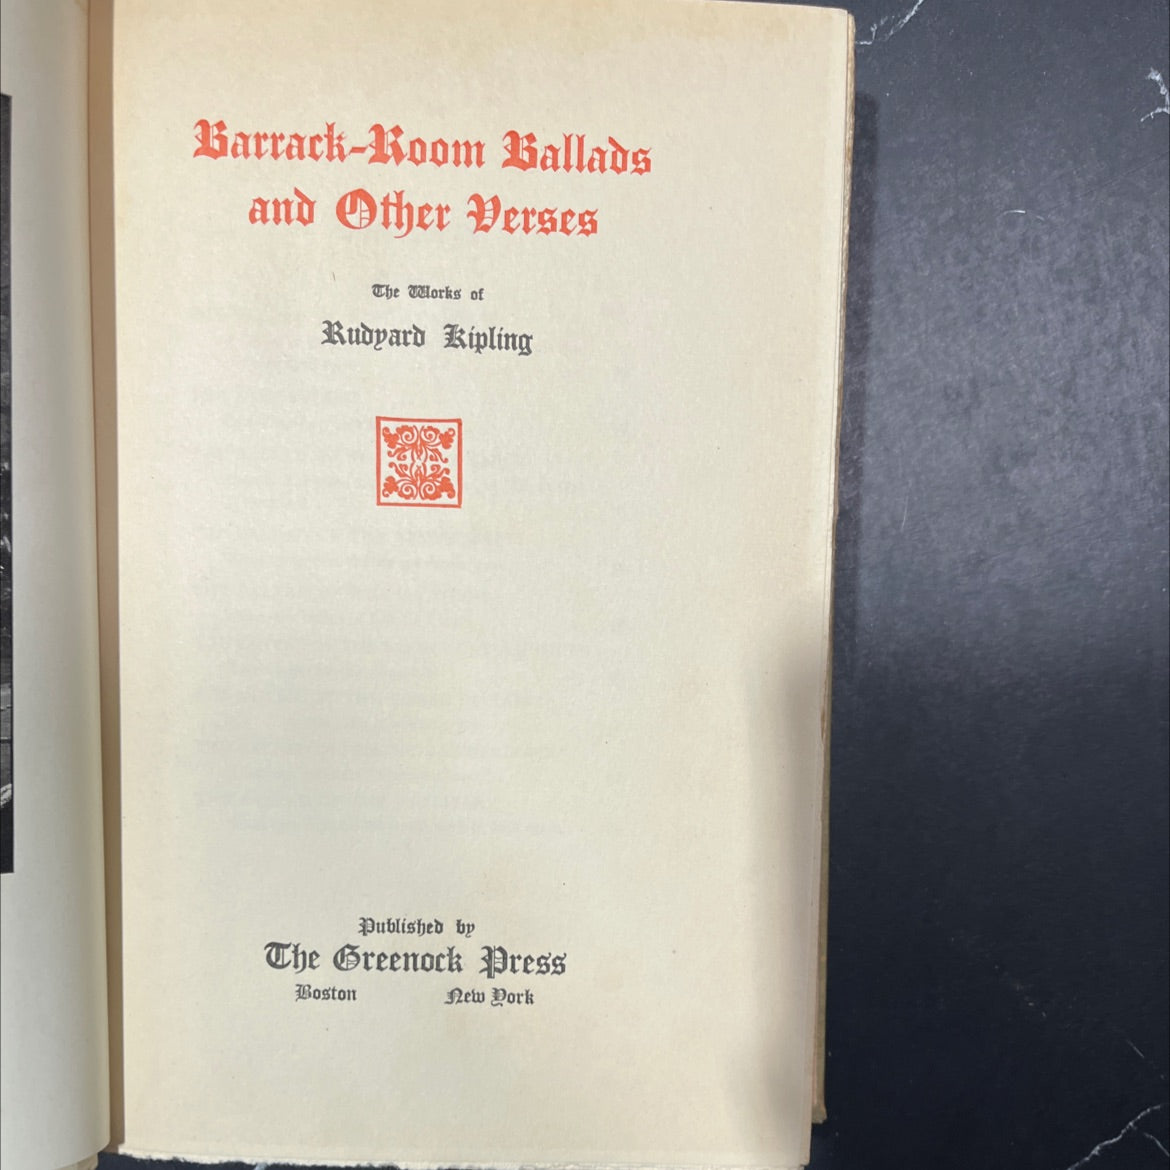 Barrack-Room Ballads
and Other Verses
The Works of
Rudyard Kipling
Published by
The Greenock Press
Boston New York